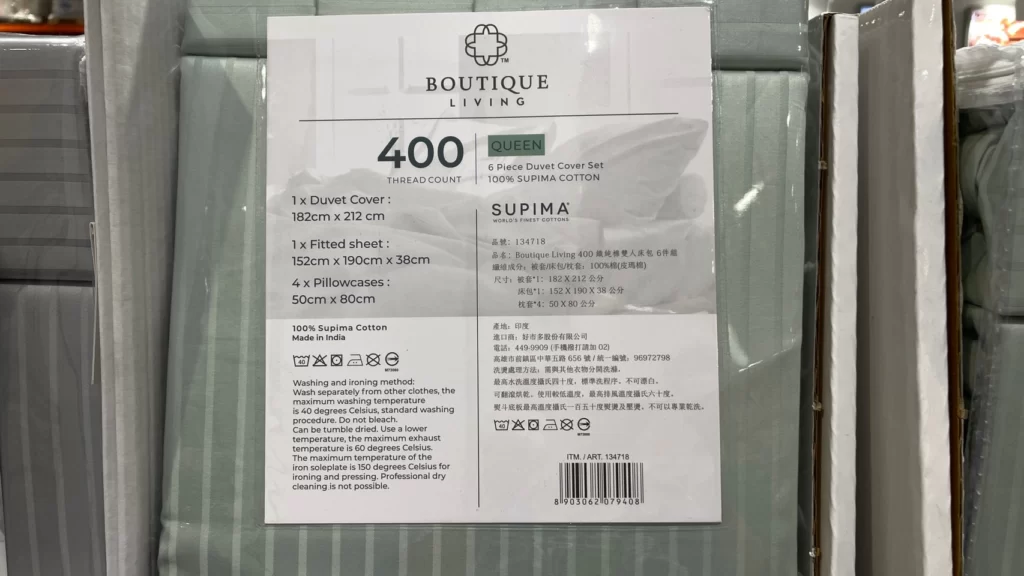 BOUTIQUE
LIVING
TM
400
THREAD COUNT
QUEEN
6 Piece Duvet Cover Set
100% SUPIMA COTTON
1 x Duvet Cover :
182cm x 212 cm
1 x Fitted sheet :
152cm x 190cm x 38cm
4 x Pillowcases :
50cm x 80cm
SUPIMA®
WORLD'S FINEST COTTONS
品號: 134718
品名: Boutique Living 400 織純棉雙人床包 6件組
纖維成分: 被套/床包/枕套: 100%棉(皮瑪棉)
尺寸: 被套*1: 182 X 212 公分
床包*1: 152 X 190 X 38 公分
枕套*4: 50 X 80 公分
100% Supima Cotton
Made in India
40
Washing and ironing method:
Wash separately from other clothes, the
maximum washing temperature
is 40 degrees Celsius, standard washing
procedure. Do not bleach.
Can be tumble dried. Use a lower
temperature, the maximum exhaust
temperature is 60 degrees Celsius.
The maximum temperature of the
iron soleplate is 150 degrees Celsius for
ironing and pressing. Professional dry
cleaning is not possible.
產地: 印度
進口商: 好市多股份有限公司
電話: 449-9909 (手機撥打請加 02)
高雄市前鎮區中華五路 656 號 / 統一編號: 96972798
洗燙處理方法: 需與其他衣物分開洗滌.
最高水洗溫度攝氏四十度, 標準洗程序. 不可漂白.
可翻滾烘乾. 使用較低溫度, 最高排風溫度攝氏六十度.
熨斗底板最高溫度攝氏一百五十度熨燙及壓燙. 不可以專業乾洗.
40
ITM. / ART. 134718
8 903062 079408